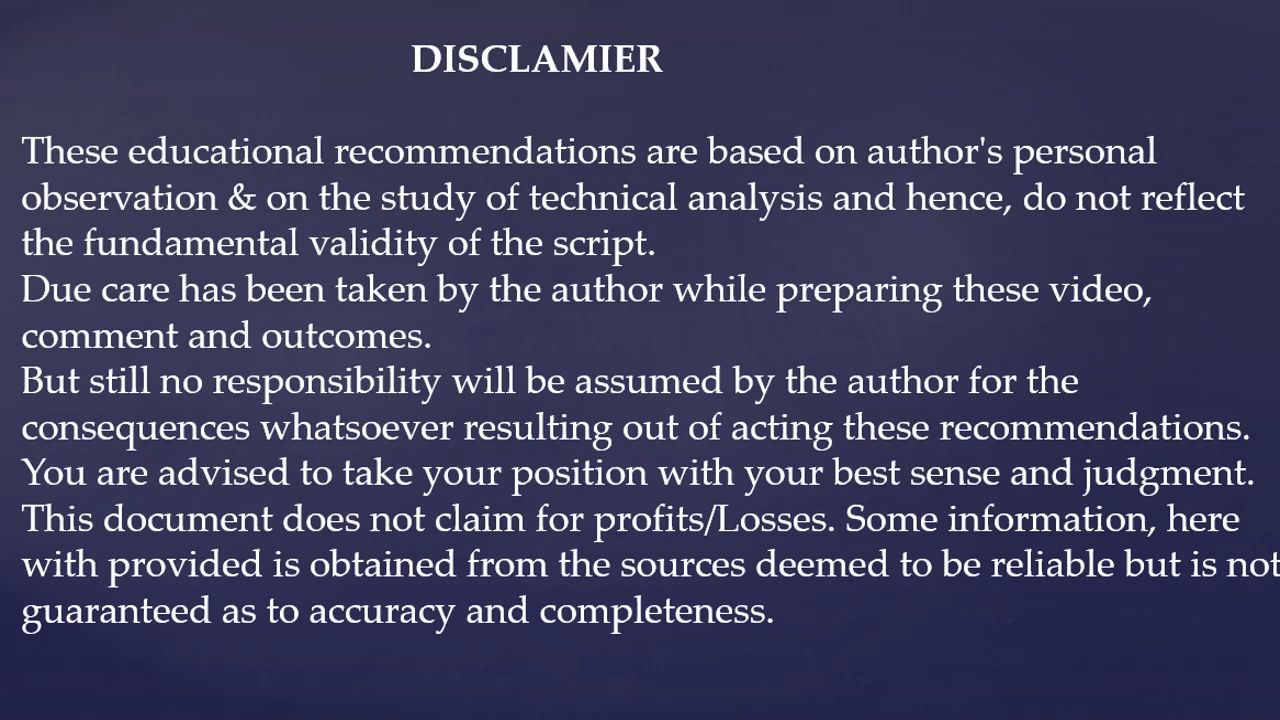 DISCLAMIER
These educational recommendations are based on author's personal
observation & on the study of technical analysis and hence, do not reflect
the fundamental validity of the script.
Due care has been taken by the author while preparing these video,
comment and outcomes.
But still no responsibility will be assumed by the author for the
consequences whatsoever resulting out of acting these recommendations.
You are advised to take your position with your best sense and judgment.
This document does not claim for profits/Losses. Some information, here
with provided is obtained from the sources deemed to be reliable but is not
guaranteed as to accuracy and completeness.